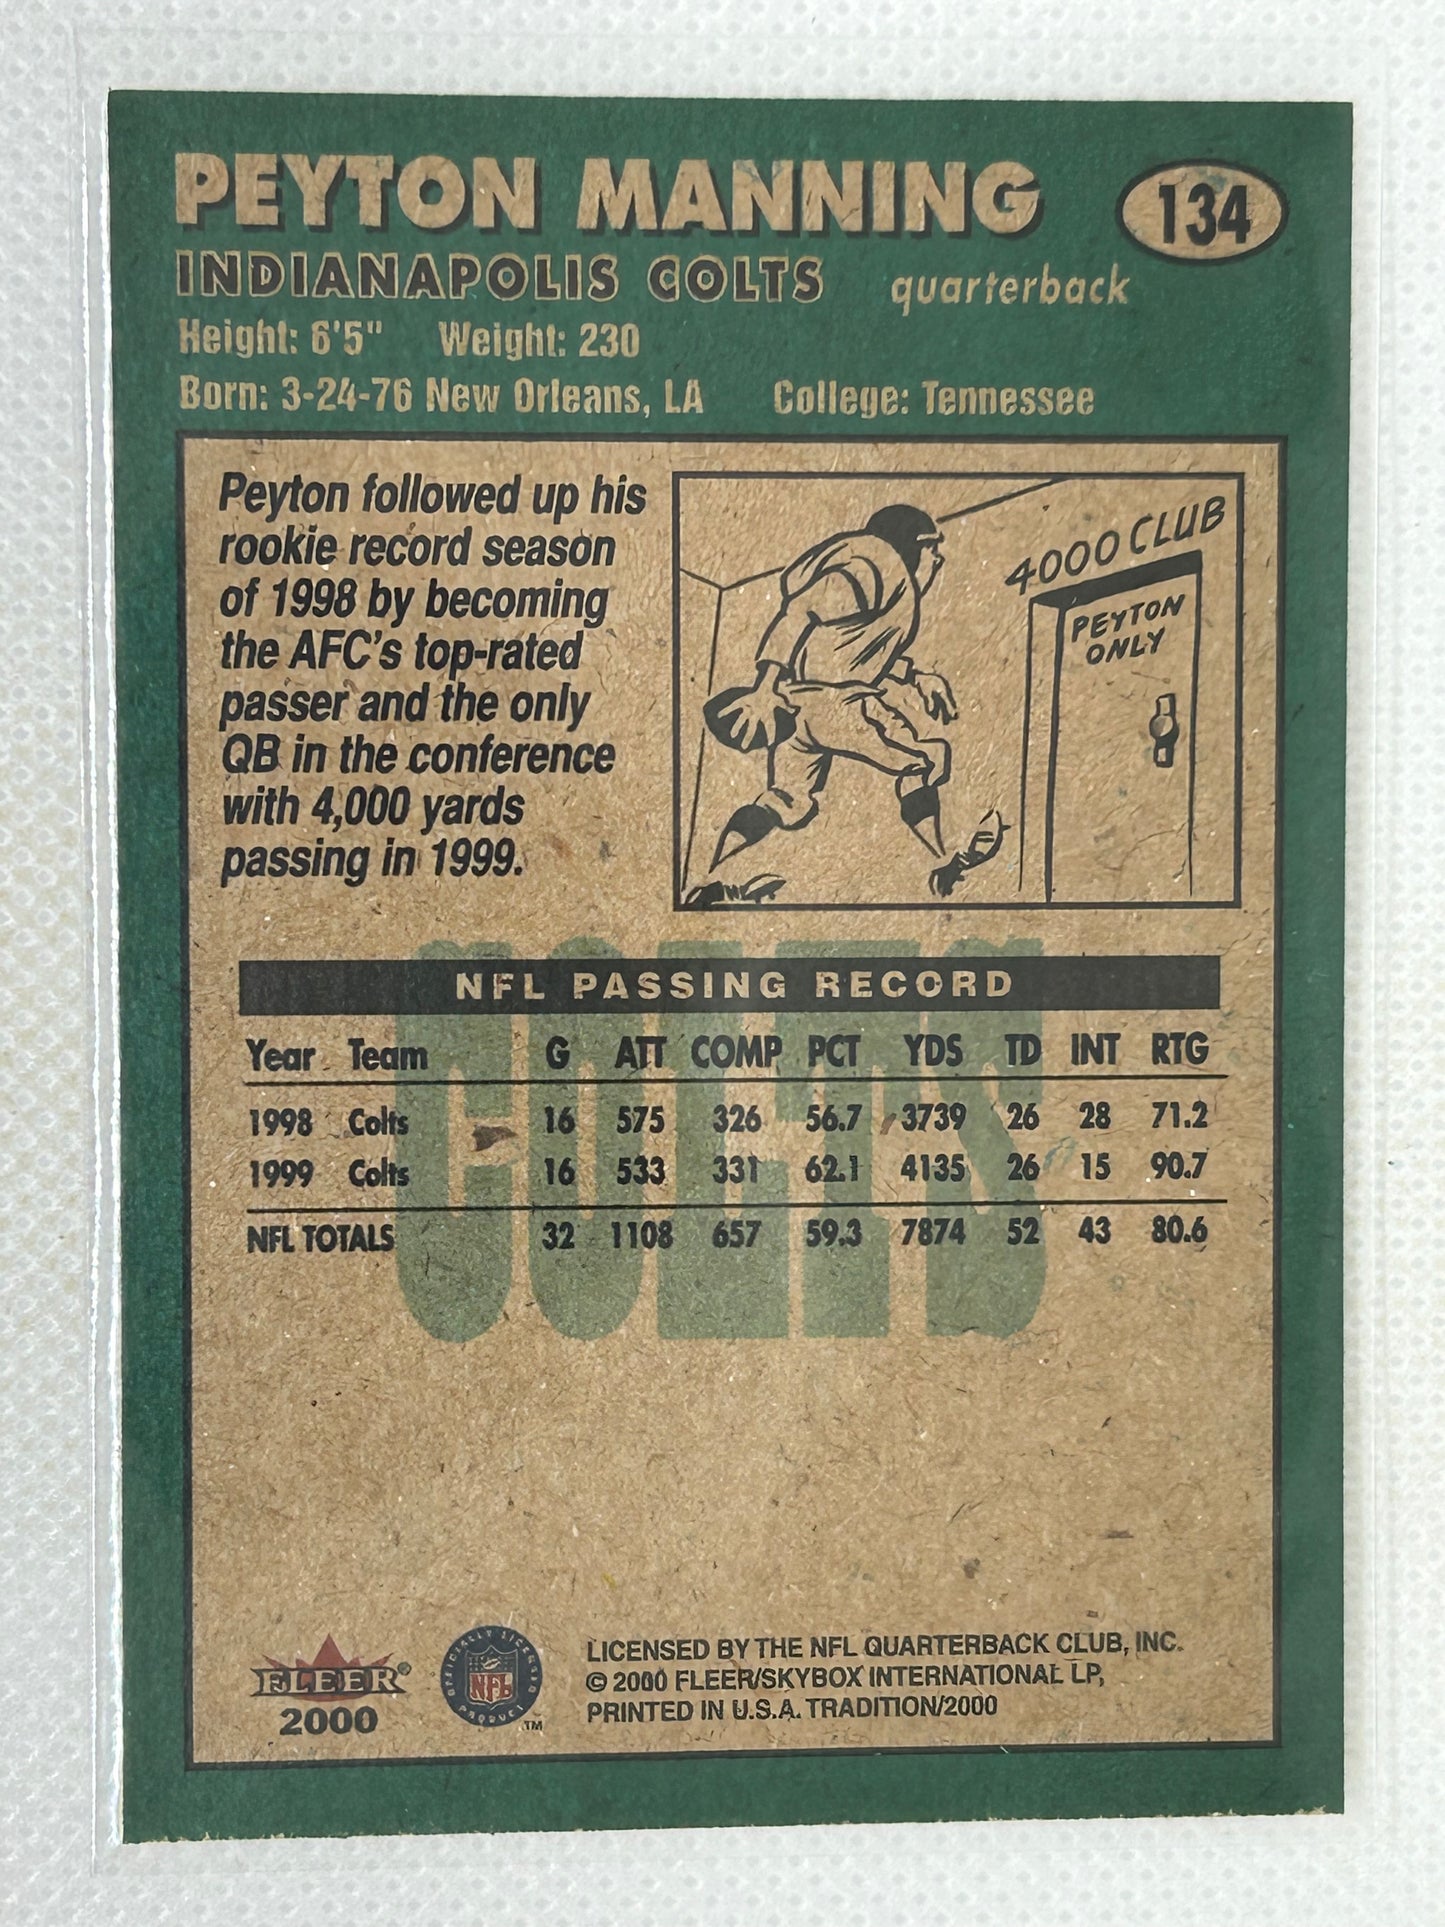 PEYTON MANNING 134
INDIANAPOLIS COLTS quarterback
Height: 6'5" Weight: 230
Born: 3-24-76 New Orleans, LA College: Tennessee
Peyton followed up his
rookie record season
of 1998 by becoming
the AFC's top-rated
passer and the only
QB in the conference
with 4,000 yards
passing in 1999.
4000 CLUB
PEYTON
ONLY
COLTS
NFL PASSING RECORD
Year Team G ATT COMP PCT YDS TD INT RTG
1998 Colts 16 575 326 56.7 3739 26 28 71.2
1999 Colts 16 533 331 62.1 4135 26 15 90.7
NFL TOTALS 32 1108 657 59.3 7874 52 43 80.6
FLEER®
2000
OFFICIALLY LICENSED
NFL
PRODUCT
TM
LICENSED BY THE NFL QUARTERBACK CLUB, INC.
© 2000 FLEER/SKYBOX INTERNATIONAL LP,
PRINTED IN U.S.A. TRADITION/2000